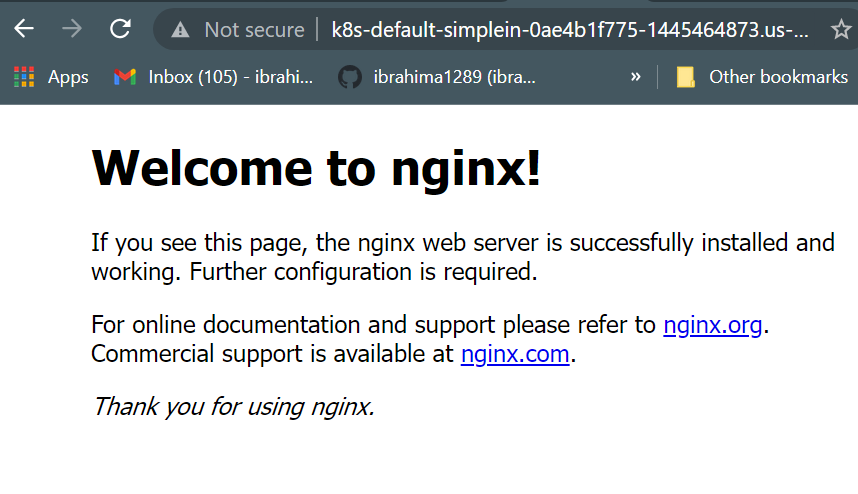 Not secure | k8s-default-simplein-0ae4b1f775-1445464873.us-...
Apps Inbox (105) - ibrahi... ibrahima1289 (ibra... » Other bookmarks
Welcome to nginx!
If you see this page, the nginx web server is successfully installed and
working. Further configuration is required.
For online documentation and support please refer to nginx.org.
Commercial support is available at nginx.com.
Thank you for using nginx.